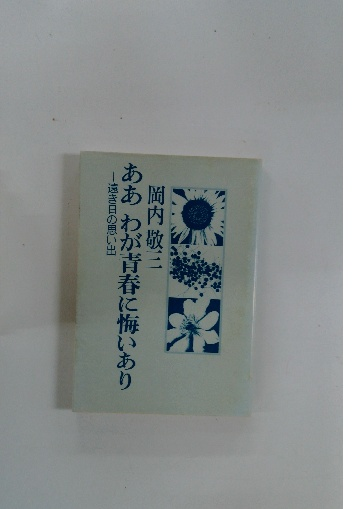 岡内敬三
ああ わが青春に悔いあり
―遠き日の思い出